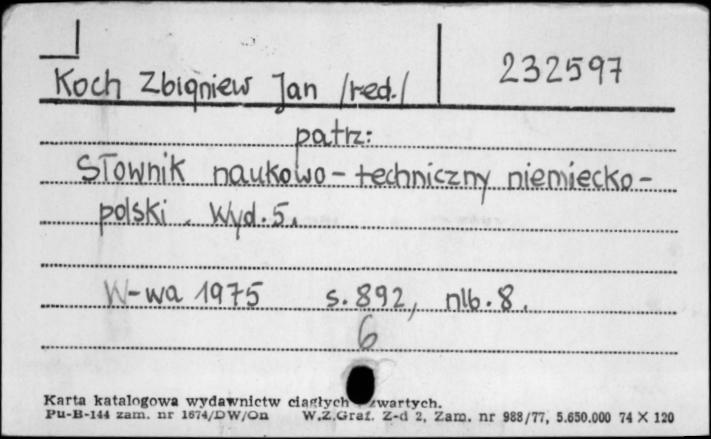 Koch Zbigniew Jan /red./ 232597
patrz:
Słownik naukowo-techniczny niemiecko-
polski. Wyd. 5.
W-wa 1975 s. 892, nlb. 8.
6
Karta katalogowa wydawnictw ciągłych zwartych.
Pu-B-144 zam. nr 1674/DW/On W.Z.Graf. Z-d 2, Zam. nr 988/77, 5.650.000 74 X 120